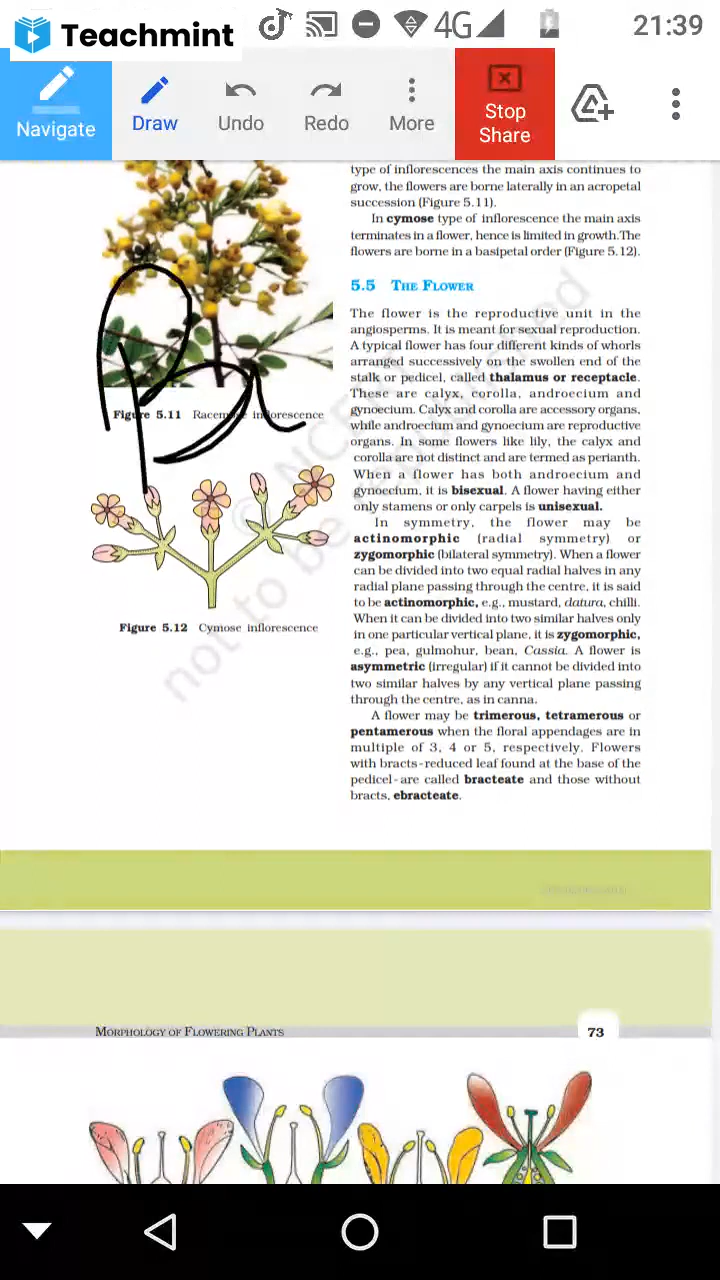 Teachmint
4G
21:39
Navigate
Draw
Undo
Redo
More
Stop
Share
type of inflorescences the main axis continues to
grow, the flowers are borne laterally in an acropetal
succession (Figure 5.11).
In cymose type of inflorescence the main axis
terminates in a flower, hence is limited in growth.The
flowers are borne in a basipetal order (Figure 5.12).
Figure 5.11 Racemose inflorescence
Figure 5.12 Cymose inflorescence
5.5 THE FLOWER
The flower is the reproductive unit in the
angiosperms. It is meant for sexual reproduction.
A typical flower has four different kinds of whorls
arranged successively on the swollen end of the
stalk or pedicel, called thalamus or receptacle.
These are calyx, corolla, androecium and
gynoecium. Calyx and corolla are accessory organs,
while androecium and gynoecium are reproductive
organs. In some flowers like lily, the calyx and
corolla are not distinct and are termed as perianth.
When a flower has both androecium and
gynoecium, it is bisexual. A flower having either
only stamens or only carpels is unisexual.
In symmetry, the flower may be
actinomorphic (radial symmetry) or
zygomorphic (bilateral symmetry). When a flower
can be divided into two equal radial halves in any
radial plane passing through the centre, it is said
to be actinomorphic, e.g., mustard, datura, chilli.
When it can be divided into two similar halves only
in one particular vertical plane, it is zygomorphic,
e.g., pea, gulmohur, bean, Cassia. A flower is
asymmetric (irregular) if it cannot be divided into
two similar halves by any vertical plane passing
through the centre, as in canna.
A flower may be trimerous, tetramerous or
pentamerous when the floral appendages are in
multiple of 3, 4 or 5, respectively. Flowers
with bracts-reduced leaf found at the base of the
pedicel-are called bracteate and those without
bracts, ebracteate.
© NCERT
not to be republished
MORPHOLOGY OF FLOWERING PLANTS
73